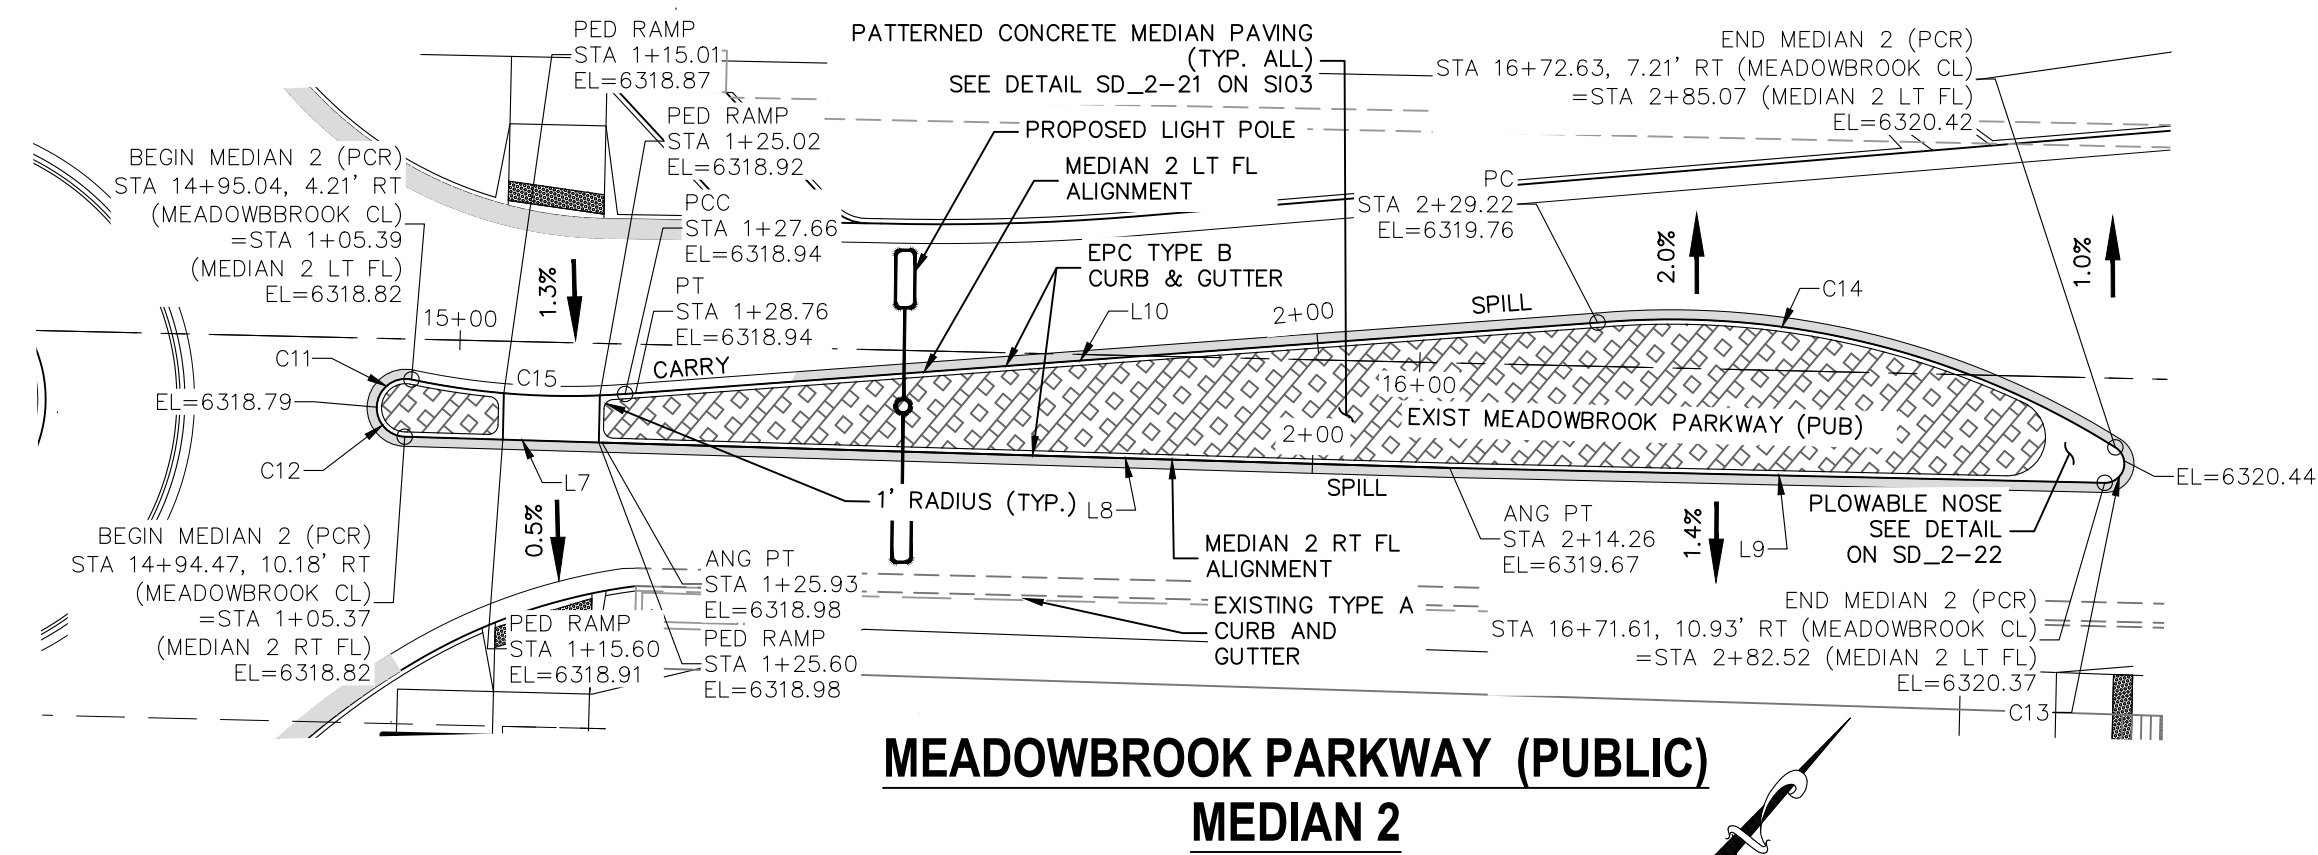 PED RAMP
STA 1+15.01
EL=6318.87
PED RAMP
STA 1+25.02
EL=6318.92
PCC
STA 1+27.66
EL=6318.94
PT
STA 1+28.76
EL=6318.94
PATTERNED CONCRETE MEDIAN PAVING
(TYP. ALL)
SEE DETAIL SD_2-21 ON SI03
PROPOSED LIGHT POLE
MEDIAN 2 LT FL
ALIGNMENT
EPC TYPE B
CURB & GUTTER
END MEDIAN 2 (PCR)
STA 16+72.63, 7.21' RT (MEADOWBROOK CL)
=STA 2+85.07 (MEDIAN 2 LT FL)
EL=6320.42
PC
STA 2+29.22
EL=6319.76
BEGIN MEDIAN 2 (PCR)
STA 14+95.04, 4.21' RT
(MEADOWBBROOK CL)
=STA 1+05.39
(MEDIAN 2 LT FL)
EL=6318.82
1.3%
2.0%
1.0%
15+00
C11
C15
CARRY
L10
2+00
SPILL
C14
EL=6318.79
16+00
EXIST MEADOWBROOK PARKWAY (PUB)
2+00
C12
L7
1' RADIUS (TYP.)
L8
SPILL
EL=6320.44
PLOWABLE NOSE
SEE DETAIL
ON SD_2-22
0.5%
1.4%
L9
ANG PT
STA 2+14.26
EL=6319.67
MEDIAN 2 RT FL
ALIGNMENT
BEGIN MEDIAN 2 (PCR)
STA 14+94.47, 10.18' RT
(MEADOWBROOK CL)
=STA 1+05.37
(MEDIAN 2 RT FL)
EL=6318.82
ANG PT
STA 1+25.93
EL=6318.98
PED RAMP
STA 1+15.60
EL=6318.91
PED RAMP
STA 1+25.60
EL=6318.98
EXISTING TYPE A
CURB AND
GUTTER
END MEDIAN 2 (PCR)
STA 16+71.61, 10.93' RT (MEADOWBROOK CL)
=STA 2+82.52 (MEDIAN 2 LT FL)
EL=6320.37
C13
MEADOWBROOK PARKWAY (PUBLIC)
MEDIAN 2